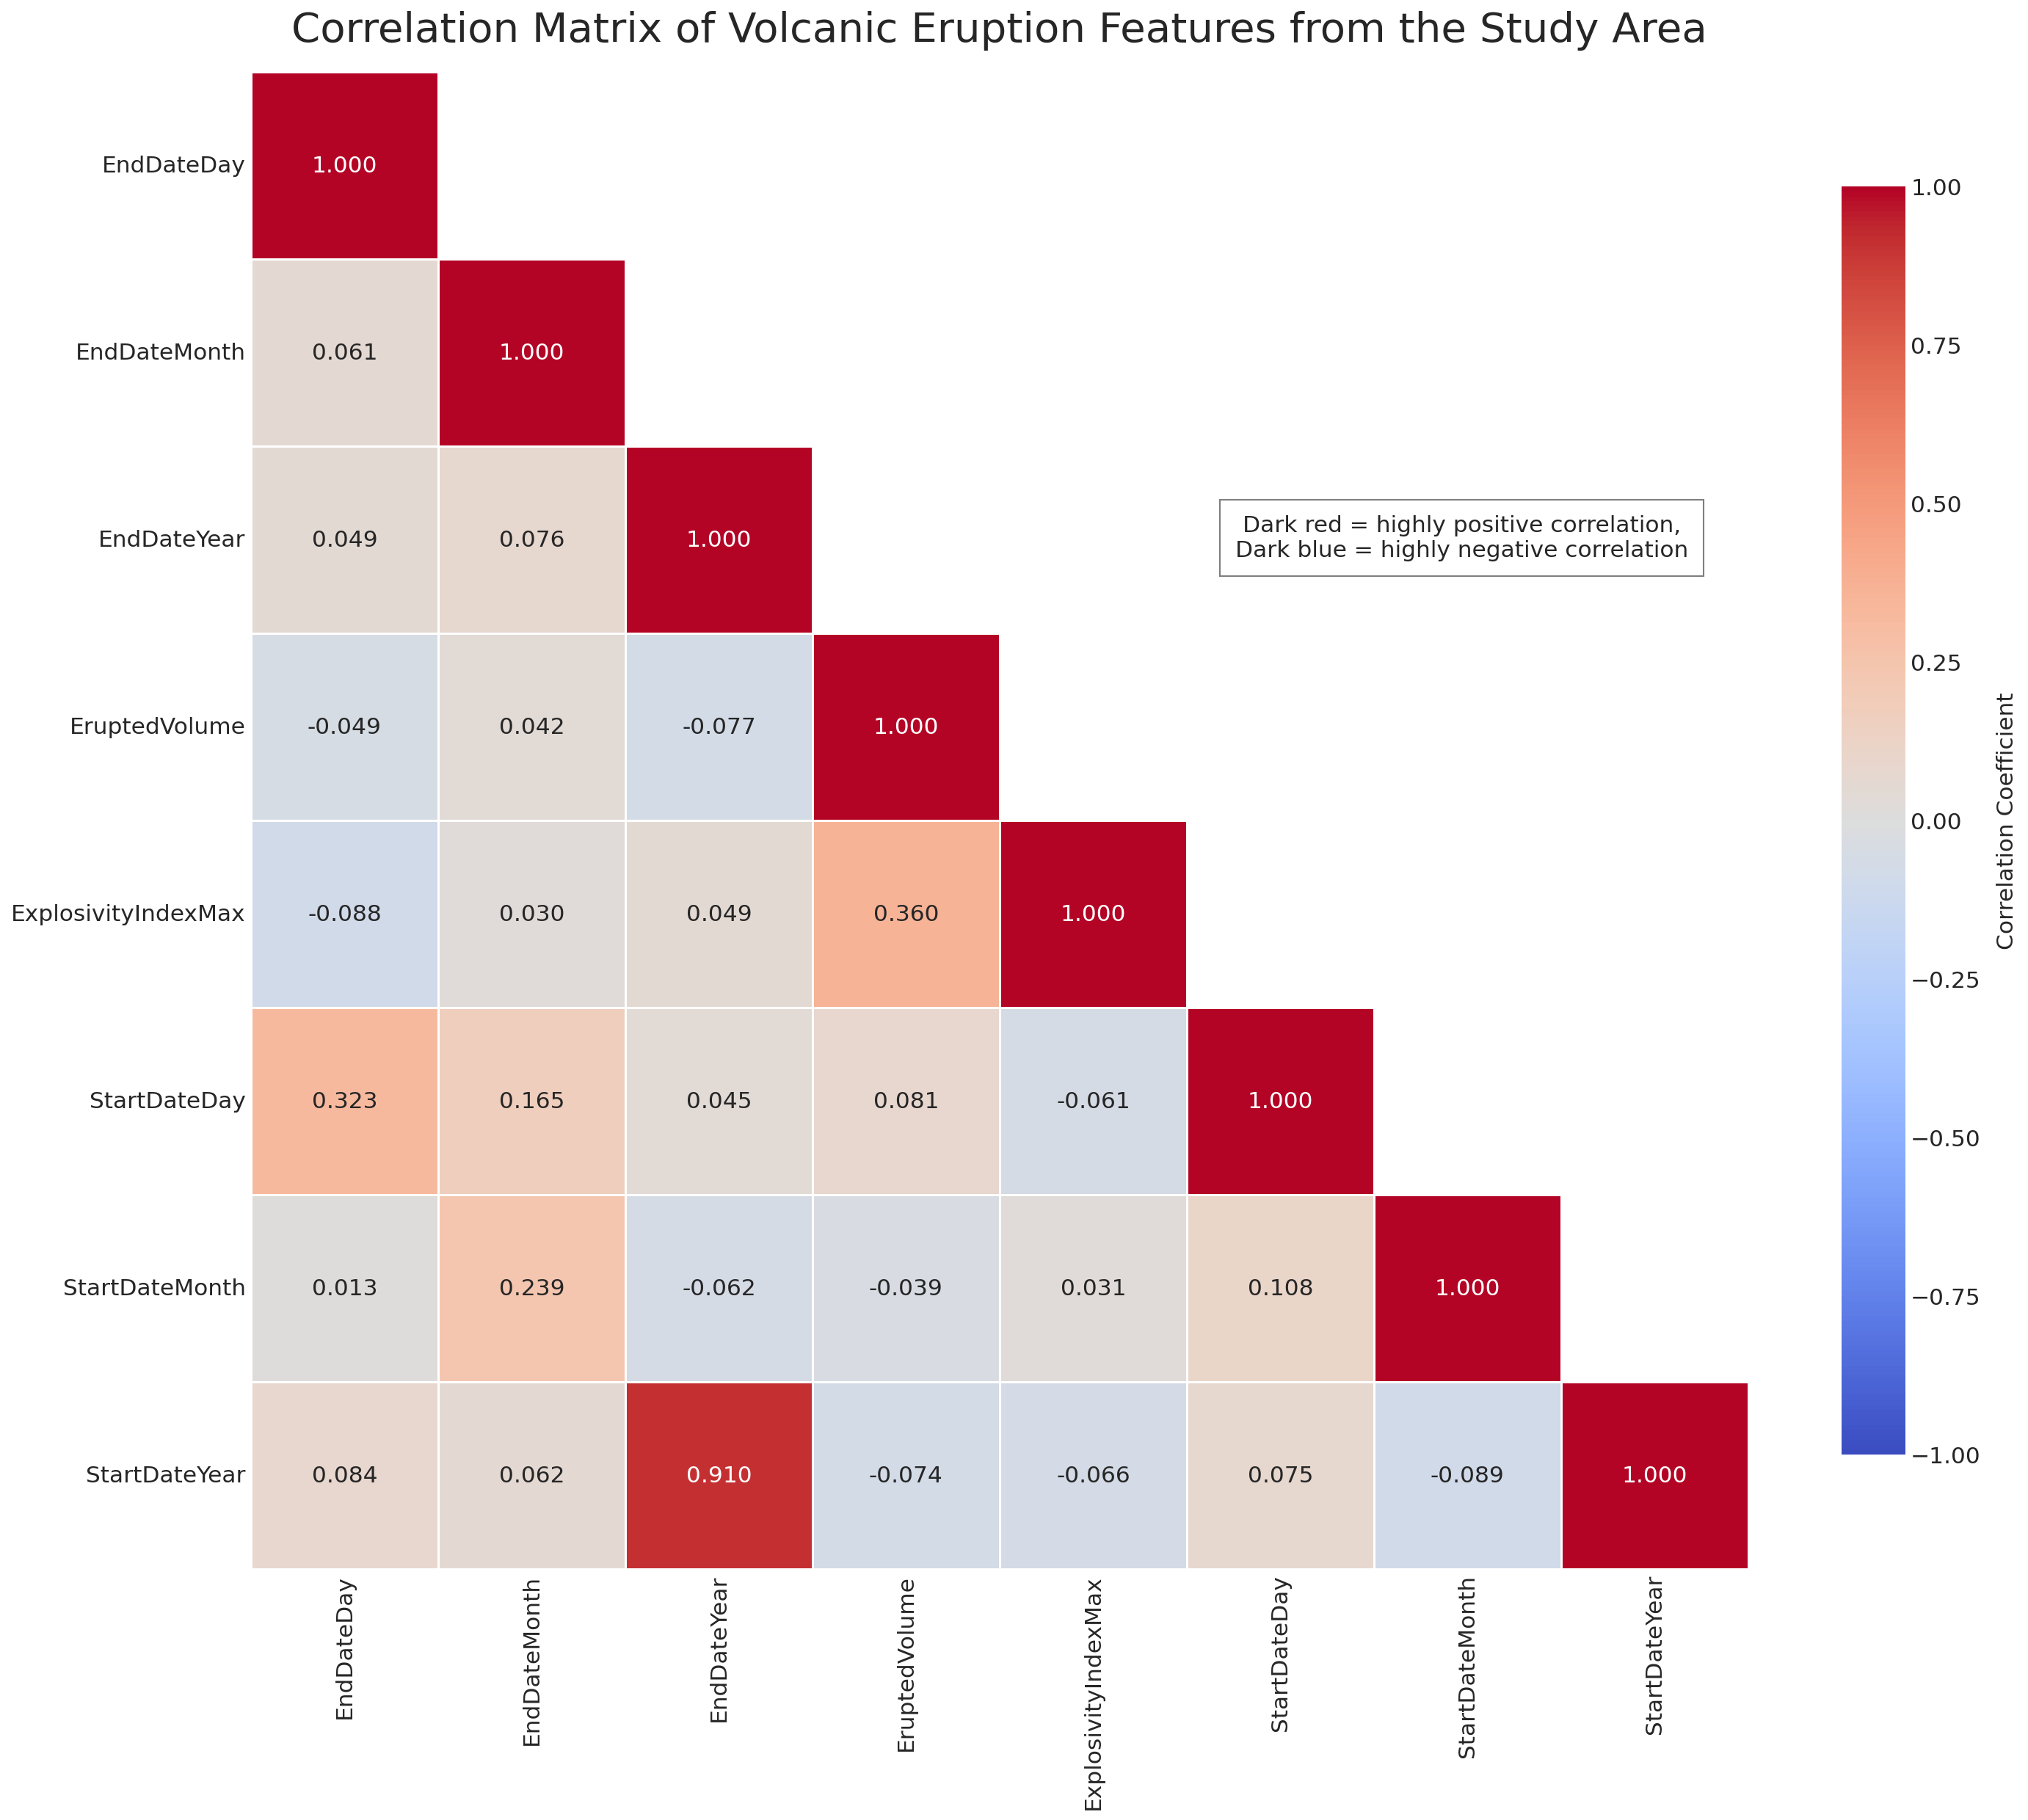 Correlation Matrix of Volcanic Eruption Features from the Study Area
EndDateDay 1.000
EndDateMonth 0.061 1.000
EndDateYear 0.049 0.076 1.000
EruptedVolume -0.049 0.042 -0.077 1.000
ExplosivityIndexMax -0.088 0.030 0.049 0.360 1.000
StartDateDay 0.323 0.165 0.045 0.081 -0.061 1.000
StartDateMonth 0.013 0.239 -0.062 -0.039 0.031 0.108 1.000
StartDateYear 0.084 0.062 0.910 -0.074 -0.066 0.075 -0.089 1.000
EndDateDay
EndDateMonth
EndDateYear
EruptedVolume
ExplosivityIndexMax
StartDateDay
StartDateMonth
StartDateYear
Dark red = highly positive correlation,
Dark blue = highly negative correlation
1.00
0.75
0.50
0.25
0.00
−0.25
−0.50
−0.75
−1.00
Correlation Coefficient